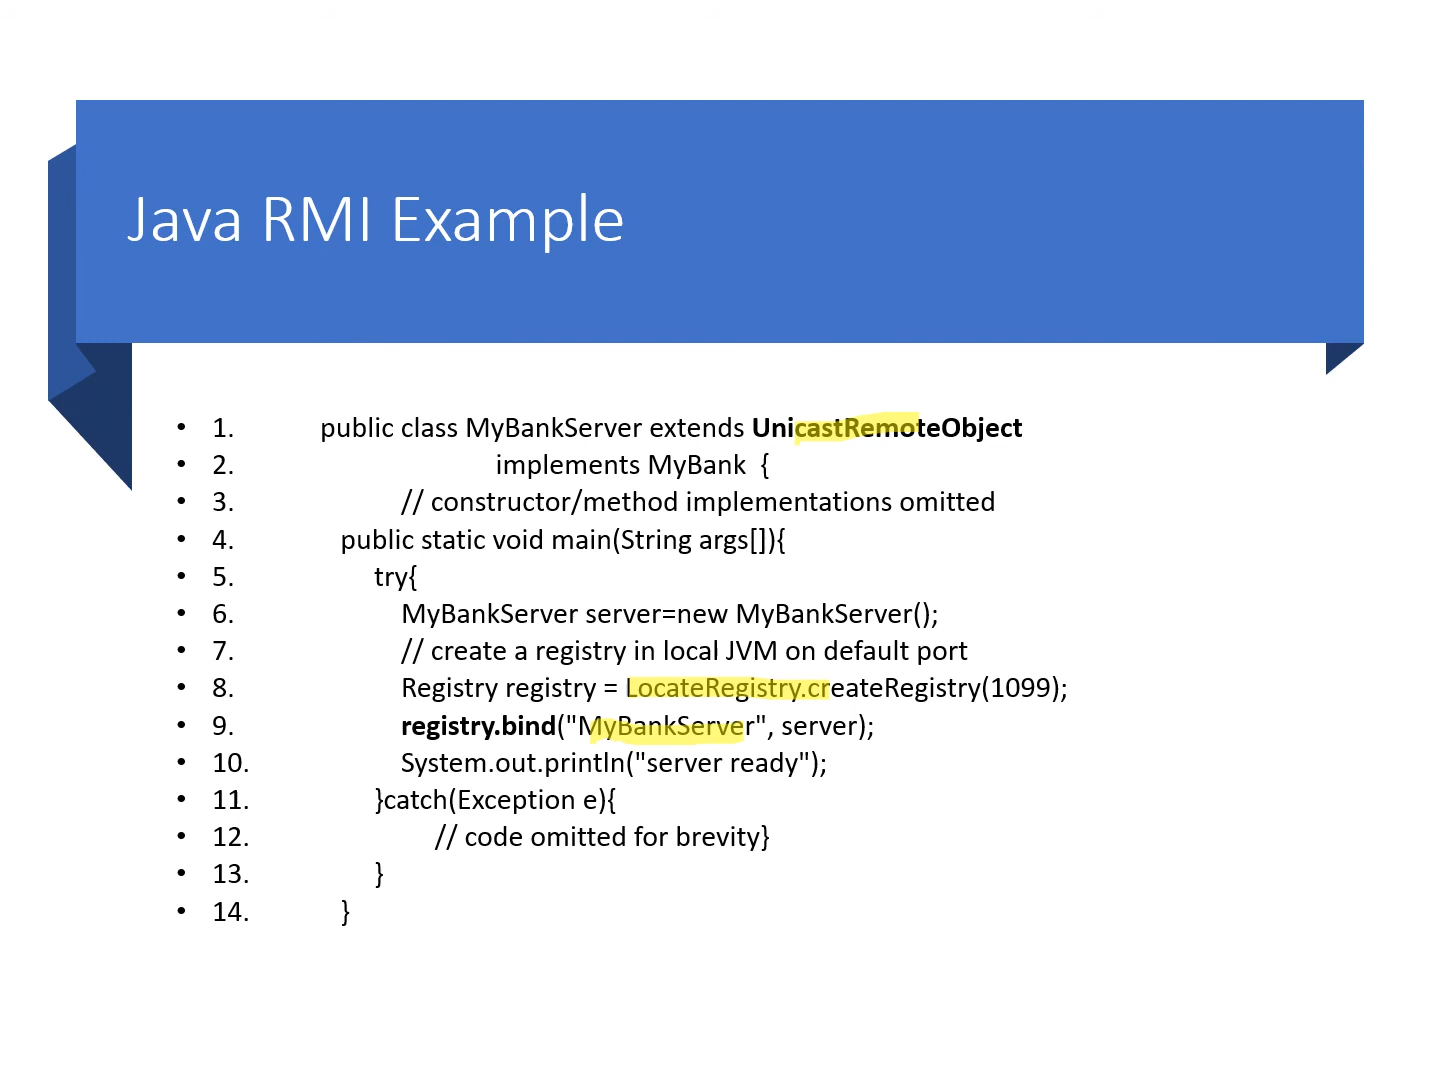 Java RMI Example
• 1. public class MyBankServer extends UnicastRemoteObject
• 2. implements MyBank {
• 3. // constructor/method implementations omitted
• 4. public static void main(String args[]){
• 5. try{
• 6. MyBankServer server=new MyBankServer();
• 7. // create a registry in local JVM on default port
• 8. Registry registry = LocateRegistry.createRegistry(1099);
• 9. registry.bind("MyBankServer", server);
• 10. System.out.println("server ready");
• 11. }catch(Exception e){
• 12. // code omitted for brevity}
• 13. }
• 14. }